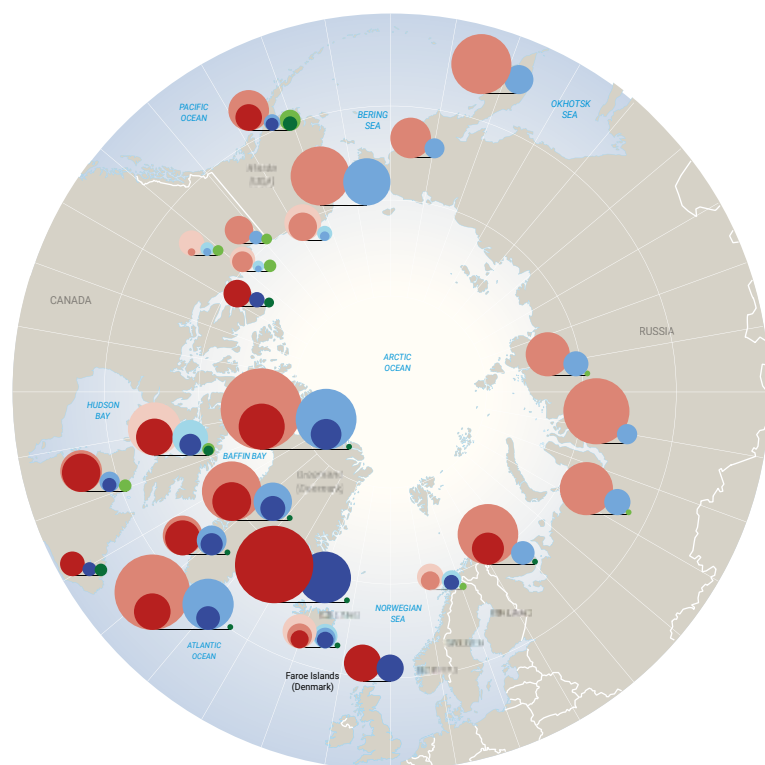 PACIFIC
OCEAN
BERING
SEA
OKHOTSK
SEA
CANADA
RUSSIA
ARCTIC
OCEAN
HUDSON
BAY
BAFFIN BAY
NORWEGIAN
SEA
ATLANTIC
OCEAN
Faroe Islands
(Denmark)